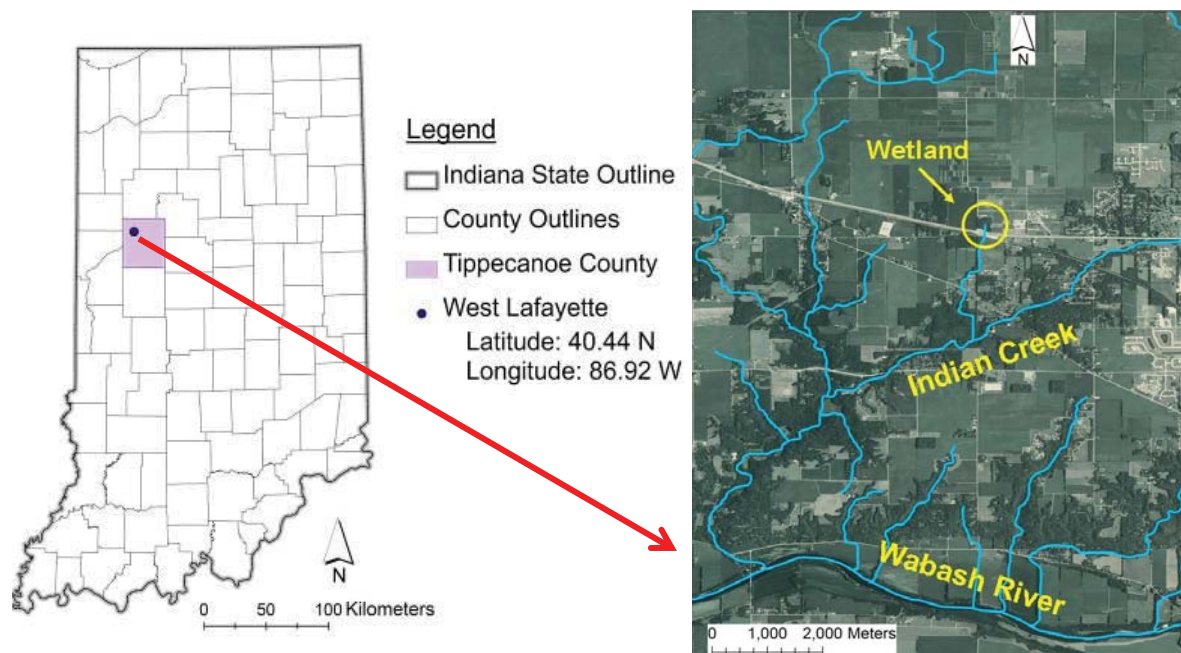 Legend
Indiana State Outline
County Outlines
Tippecanoe County
West Lafayette
Latitude: 40.44 N
Longitude: 86.92 W
N
0 50 100 Kilometers
N
Wetland
Indian Creek
Wabash River
0 1,000 2,000 Meters